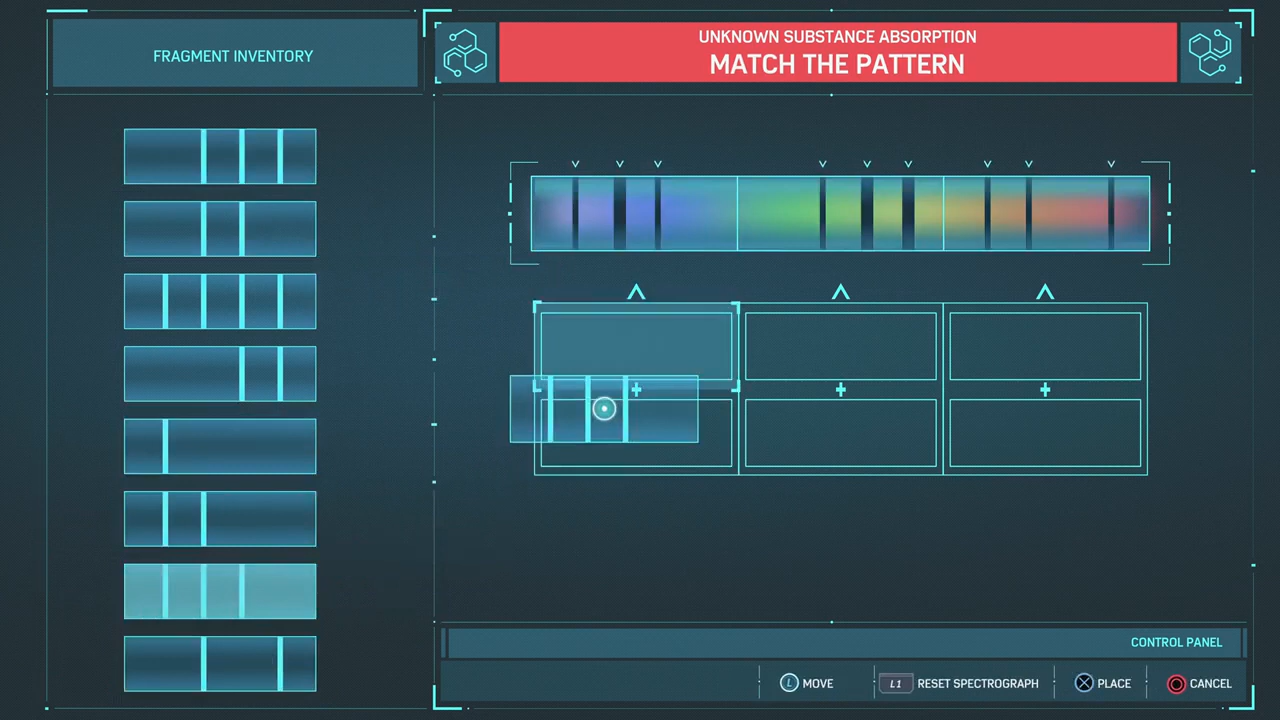 FRAGMENT INVENTORY
UNKNOWN SUBSTANCE ABSORPTION
MATCH THE PATTERN
CONTROL PANEL
L MOVE
L1 RESET SPECTROGRAPH
PLACE
CANCEL